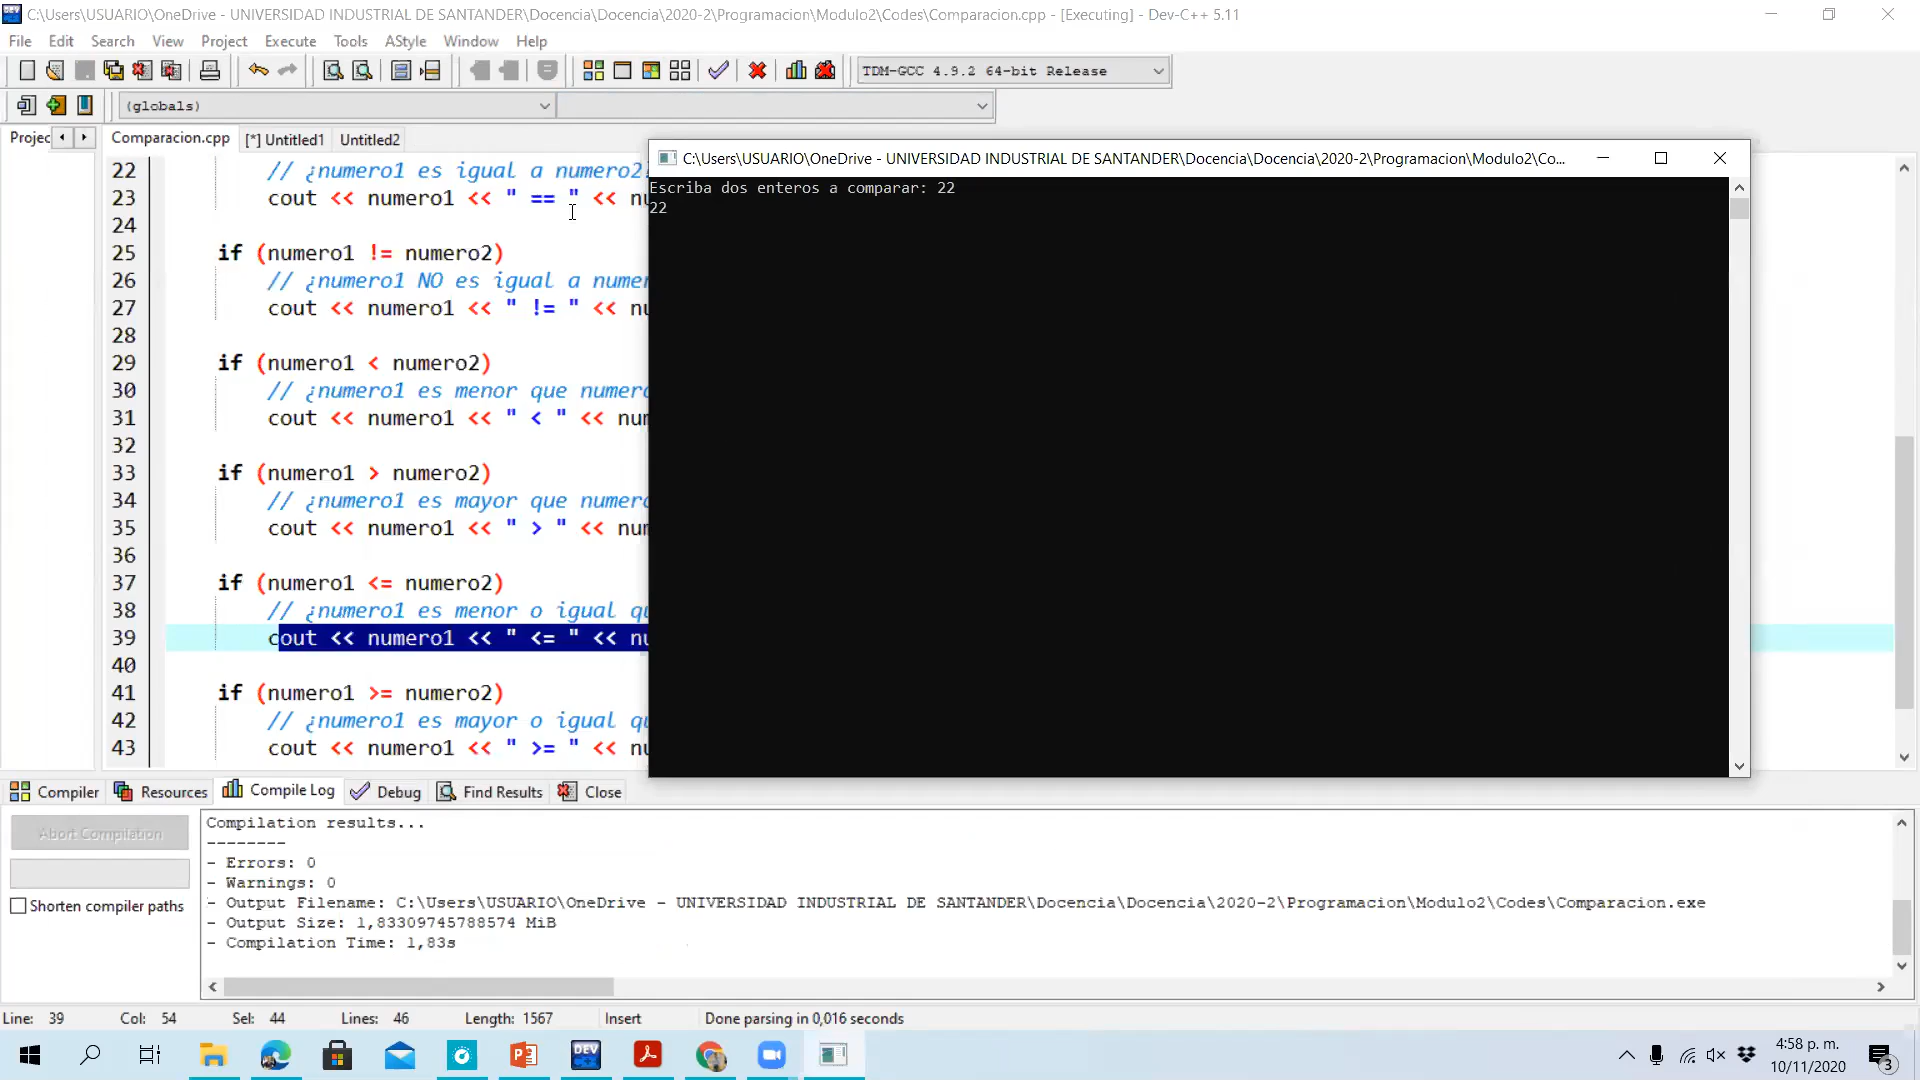 C:\Users\USUARIO\OneDrive - UNIVERSIDAD INDUSTRIAL DE SANTANDER\Docencia\Docencia\2020-2\Programacion\Modulo2\Codes\Comparacion.cpp - [Executing] - Dev-C++ 5.11
File Edit Search View Project Execute Tools AStyle Window Help
TDM-GCC 4.9.2 64-bit Release
(globals)
Projec Comparacion.cpp [*] Untitled1 Untitled2
C:\Users\USUARIO\OneDrive - UNIVERSIDAD INDUSTRIAL DE SANTANDER\Docencia\Docencia\2020-2\Programacion\Modulo2\Co...
Escriba dos enteros a comparar: 22
22
22 // ¿numero1 es igual a numero2?
23 cout << numero1 << " == " << nu
24
25 if (numero1 != numero2)
26 // ¿numero1 NO es igual a numer
27 cout << numero1 << " != " << nu
28
29 if (numero1 < numero2)
30 // ¿numero1 es menor que numero
31 cout << numero1 << " < " << num
32
33 if (numero1 > numero2)
34 // ¿numero1 es mayor que numero
35 cout << numero1 << " > " << num
36
37 if (numero1 <= numero2)
38 // ¿numero1 es menor o igual qu
39 cout << numero1 << " <= " << nu
40
41 if (numero1 >= numero2)
42 // ¿numero1 es mayor o igual qu
43 cout << numero1 << " >= " << nu
Compiler Resources Compile Log Debug Find Results Close
Abort Compilation
Shorten compiler paths
Compilation results...
--------
- Errors: 0
- Warnings: 0
- Output Filename: C:\Users\USUARIO\OneDrive - UNIVERSIDAD INDUSTRIAL DE SANTANDER\Docencia\Docencia\2020-2\Programacion\Modulo2\Codes\Comparacion.exe
- Output Size: 1,83309745788574 MiB
- Compilation Time: 1,83s
Line: 39 Col: 54 Sel: 44 Lines: 46 Length: 1567 Insert Done parsing in 0,016 seconds
DEV
4:58 p. m.
10/11/2020
3